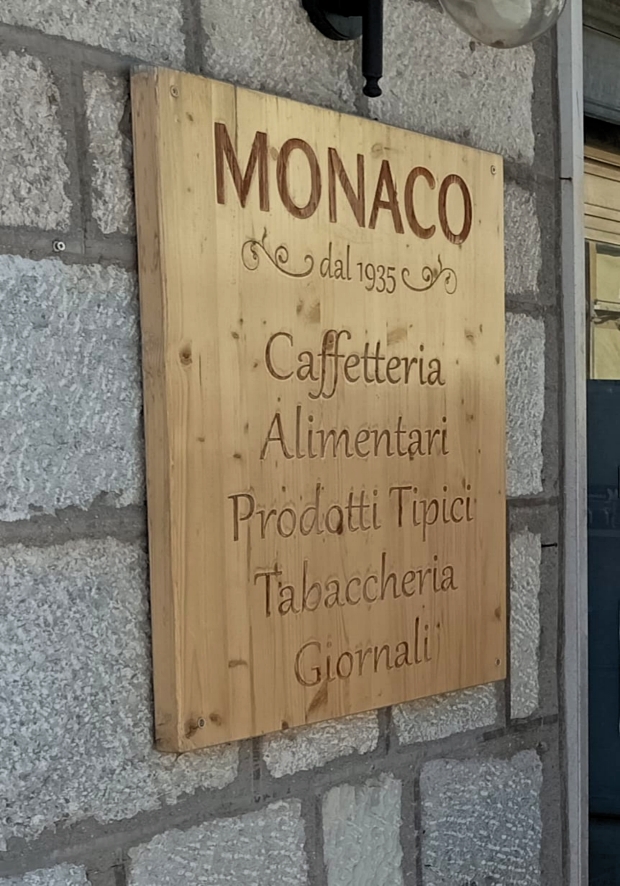 MONACO
dal 1935
Caffetteria
Alimentari
Prodotti Tipici
Tabaccheria
Giornali